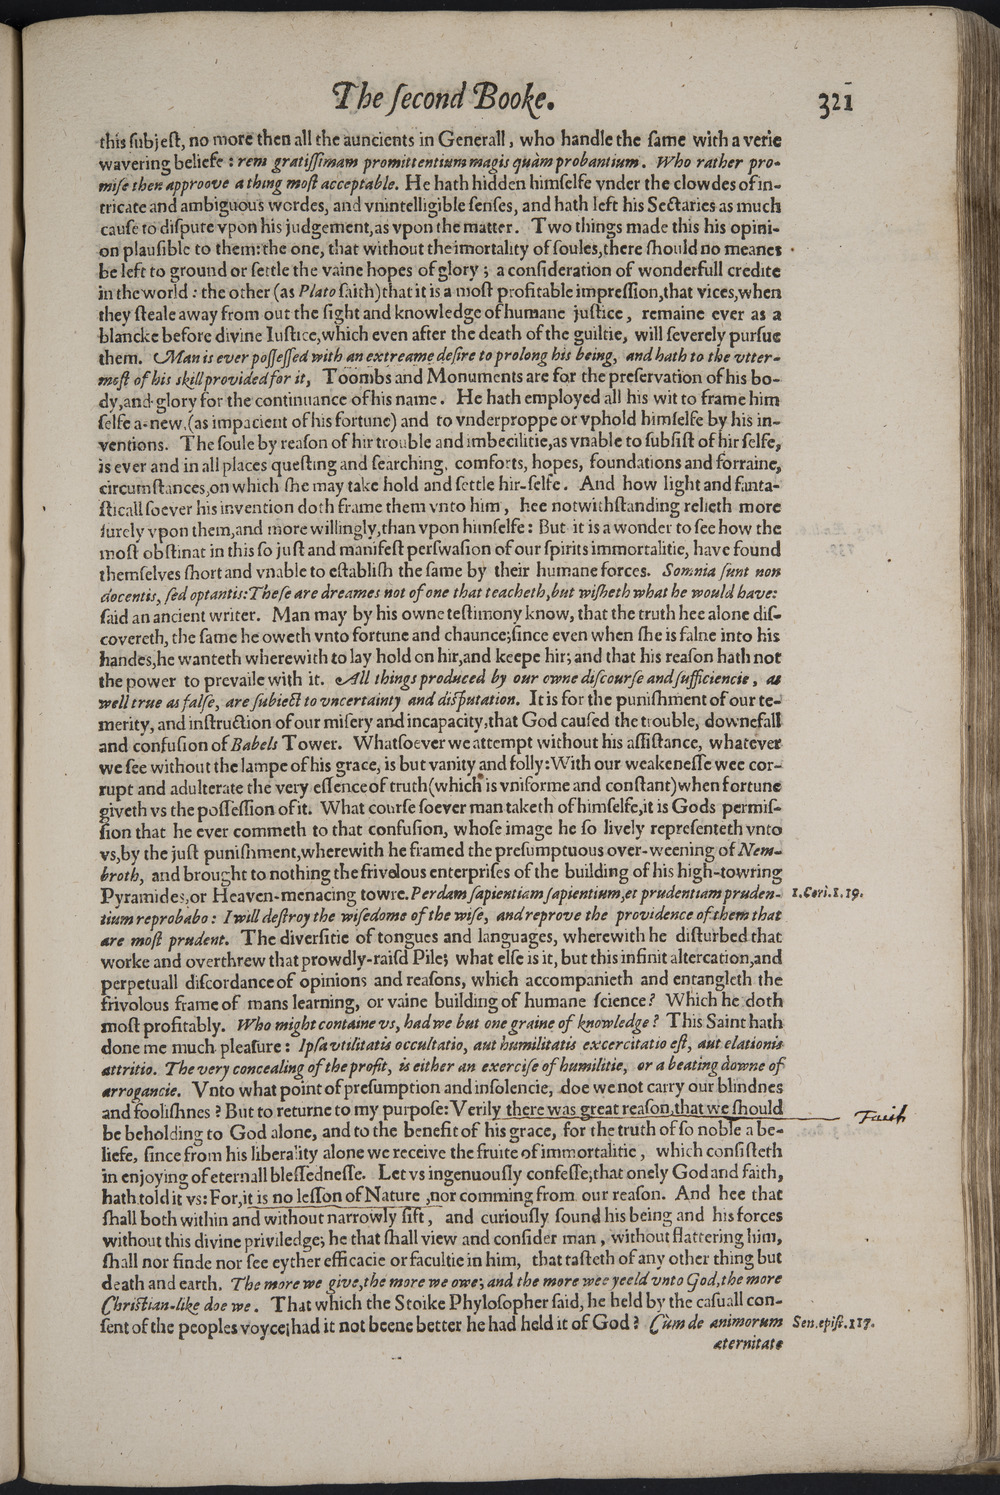 The ſecond Booke.
321
this ſubjeſt, no more then all the auncients in Generall, who handle the ſame with a verie
wavering beliefe : rem gratiſſimam promittentium magis quàm probantium. Who rather pro-
miſe then approove a thing moſt acceptable. He hath hidden himſelfe vnder the clowdes of in-
tricate and ambiguous wordes, and vnintelligible ſenſes, and hath left his Sectaries as much
cauſe to diſpute vpon his judgement, as vpon the matter. Two things made this his opini-
on plauſible to them: the one, that without the imortality of ſoules, there ſhould no meanes
be left to ground or ſettle the vaine hopes of glory ; a conſideration of wonderfull credite
in the world : the other (as Plato ſaith) that it is a moſt profitable impreſſion, that vices, when
they ſteale away from out the ſight and knowledge of humane juſtice, remaine ever as a
blancke before divine Iuſtice, which even after the death of the guiltie, will ſeverely purſue
them. Man is ever poſſeſſed with an extreame deſire to prolong his being, and hath to the vtter-
moſt of his skill provided for it, Toombs and Monuments are for the preſervation of his bo-
dy, and glory for the continuance of his name. He hath employed all his wit to frame him
ſelfe a-new, (as impacient of his fortune) and to vnderproppe or vphold himſelfe by his in-
ventions. The ſoule by reaſon of hir trouble and imbecilitie, as vnable to ſubſiſt of hir ſelfe,
is ever and in all places queſting and ſearching, comforts, hopes, foundations and forraine,
circumſtances, on which ſhe may take hold and ſettle hir-ſelfe. And how light and fanta-
ſticall ſoever his invention doth frame them vnto him, hee notwithſtanding relieth more
ſurely vpon them, and more willingly, than vpon himſelfe : But it is a wonder to ſee how the
moſt obſtinat in this ſo juſt and manifeſt perſwaſion of our ſpirits immortalitie, have found
themſelves ſhort and vnable to eſtabliſh the ſame by their humane forces. Somnia ſunt non
docentis, ſed optantis: Theſe are dreames not of one that teacheth, but wiſheth what he would have:
ſaid an ancient writer. Man may by his owne teſtimony know, that the truth hee alone diſ-
covereth, the ſame he oweth vnto fortune and chaunce; ſince even when ſhe is falne into his
handes, he wanteth wherewith to lay hold on hir, and keepe hir; and that his reaſon hath not
the power to prevaile with it. All things produced by our owne diſcourſe and ſufficiencie, as
well true as falſe, are ſubiect to vncertainty and diſputation. It is for the puniſhment of our te-
merity, and inſtruction of our miſery and incapacity, that God cauſed the trouble, downefall
and confuſion of Babels Tower. Whatſoever we attempt without his aſſiſtance, whatever
we ſee without the lampe of his grace, is but vanity and folly: With our weakeneſſe wee cor-
rupt and adulterate the very eſſence of truth (which is vniforme and conſtant) when fortune
giveth vs the poſſeſſion of it. What courſe ſoever man taketh of himſelfe, it is Gods permiſ-
ſion that he ever commeth to that confuſion, whoſe image he ſo lively repreſenteth vnto
vs, by the juſt puniſhment, wherewith he framed the preſumptuous over-weening of Nem-
broth, and brought to nothing the frivolous enterpriſes of the building of his high-towring
Pyramides, or Heaven-menacing towre. Perdam ſapientiam ſapientium, et prudentiam pruden-
1. Cori. 1. 19.
tium reprobabo : I will deſtroy the wiſedome of the wiſe, and reprove the providence of them that
are moſt prudent. The diverſitie of tongues and languages, wherewith he diſturbed that
worke and overthrew that prowdly-raiſd Pile; what elſe is it, but this infinit altercation, and
perpetuall diſcordance of opinions and reaſons, which accompanieth and entangleth the
frivolous frame of mans learning, or vaine building of humane ſcience? Which he doth
moſt profitably. Who might containe vs, had we but one graine of knowledge? This Saint hath
done me much pleaſure : Ipſa vtilitatis occultatio, aut humilitatis excercitatio eſt, aut elationis
attritio. The very concealing of the profit, is either an exerciſe of humilitie, or a beating downe of
arrogancie. Vnto what point of preſumption and inſolencie, doe we not carry our blindnes
and fooliſhnes ? But to returne to my purpoſe: Verily there was great reaſon, that we ſhould
Faith
be beholding to God alone, and to the benefit of his grace, for the truth of ſo noble a be-
liefe, ſince from his liberality alone we receive the fruite of immortalitie, which conſiſteth
in enjoying of eternall bleſſedneſſe. Let vs ingenuouſly confeſſe, that onely God and faith,
hath told it vs: For, it is no leſſon of Nature, nor comming from our reaſon. And hee that
ſhall both within and without narrowly ſift, and curiouſly ſound his being and his forces
without this divine priviledge; he that ſhall view and conſider man, without flattering him,
ſhall nor finde nor ſee eyther efficacie or facultie in him, that taſteth of any other thing but
death and earth. The more we give, the more we owe; and the more wee yeeld vnto God, the more
Chriſtian-like doe we. That which the Stoike Phyloſopher ſaid, he held by the caſuall con-
ſent of the peoples voyce; had it not beene better he had held it of God? Cùm de animorum
Sen. epiſt. 117.
æternitate